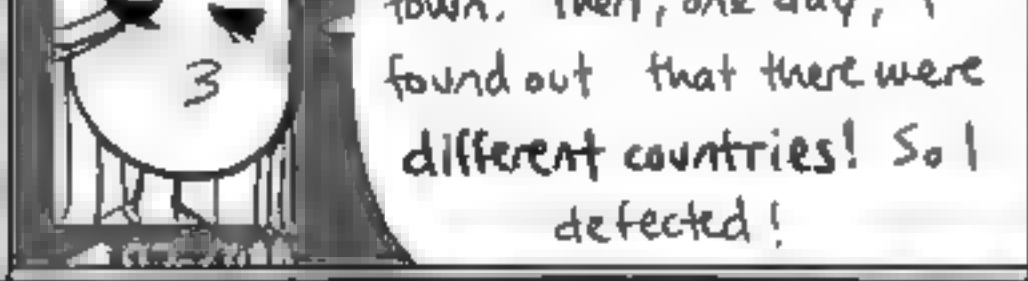 town. Then, one day, I
found out that there were
different countries! So I
defected!